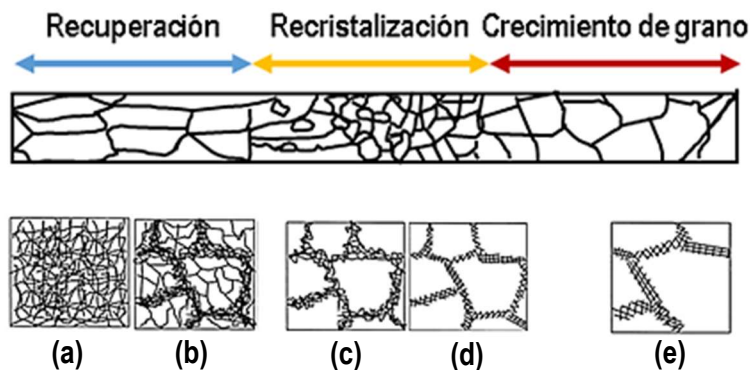 Recuperación Recristalización Crecimiento de grano
(a) (b) (c) (d) (e)